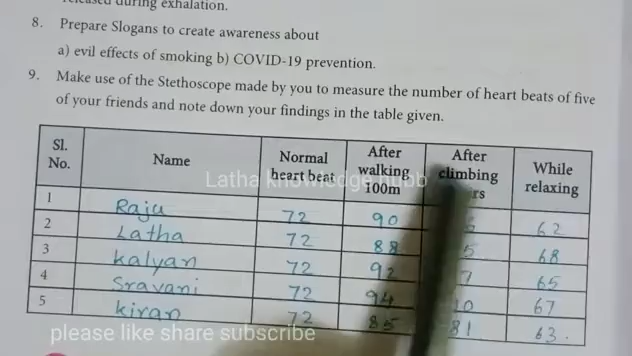 released during exhalation.
8. Prepare Slogans to create awareness about
a) evil effects of smoking b) COVID-19 prevention.
9. Make use of the Stethoscope made by you to measure the number of heart beats of five
of your friends and note down your findings in the table given.
Sl. No. Name Normal heart beat After walking 100m After climbing While relaxing
1 Raju 72 90 62
2 Latha 72 88 68
3 kalyan 72 92 65
4 Sravani 72 94 67
5 kiran 72 85 81 63.
Latha knowledge hubb
please like share subscribe